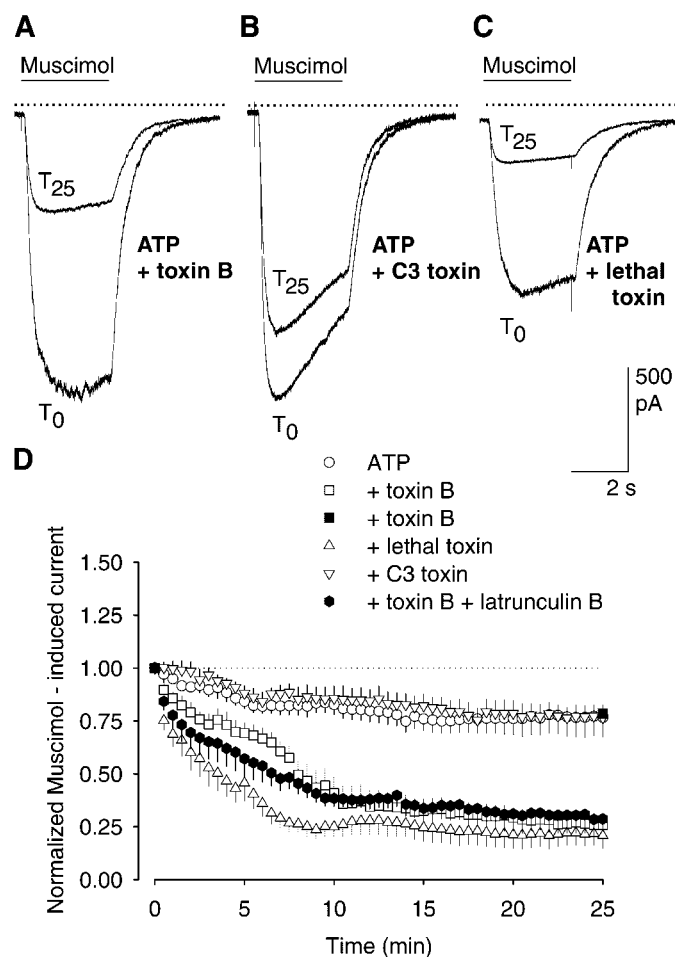 A
B
C
Muscimol
Muscimol
Muscimol
T25
T0
ATP
+ toxin B
T25
T0
ATP
+ C3 toxin
T25
T0
ATP
+ lethal
toxin
500
pA
2 s
D
ATP
+ toxin B
+ toxin B
+ lethal toxin
+ C3 toxin
+ toxin B + latrunculin B
Normalized Muscimol - induced current
1.50
1.25
1.00
0.75
0.50
0.25
0.00
0 5 10 15 20 25
Time (min)